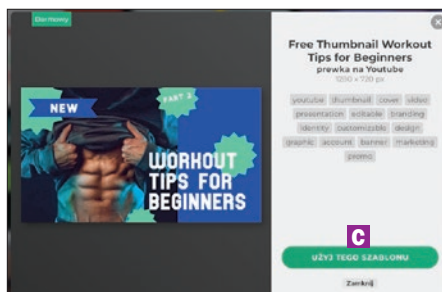 Darmowy
Free Thumbnail Workout
Tips for Beginners
prewka na Youtube
1280 x 720 px
youtube thumbnail cover video
presentation editable branding
identity customizable design
graphic account banner marketing
promo
NEW
PART 2
WORKOUT
TIPS FOR
BEGINNERS
C
UŻYJ TEGO SZABLONU
Zamknij